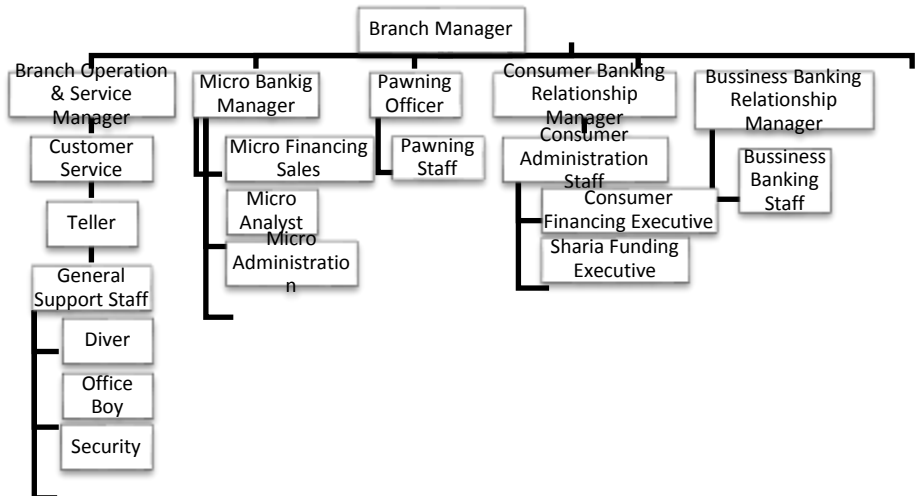 Branch Manager
Branch Operation
& Service
Manager
Customer
Service
Teller
General
Support Staff
Diver
Office
Boy
Security
Micro Bankig
Manager
Micro Financing
Sales
Micro
Analyst
Micro
Administratio
n
Pawning
Officer
Pawning
Staff
Consumer Banking
Relationship
Manager
Consumer
Administration
Staff
Consumer
Financing Executive
Sharia Funding
Executive
Bussiness Banking
Relationship
Manager
Bussiness
Banking
Staff